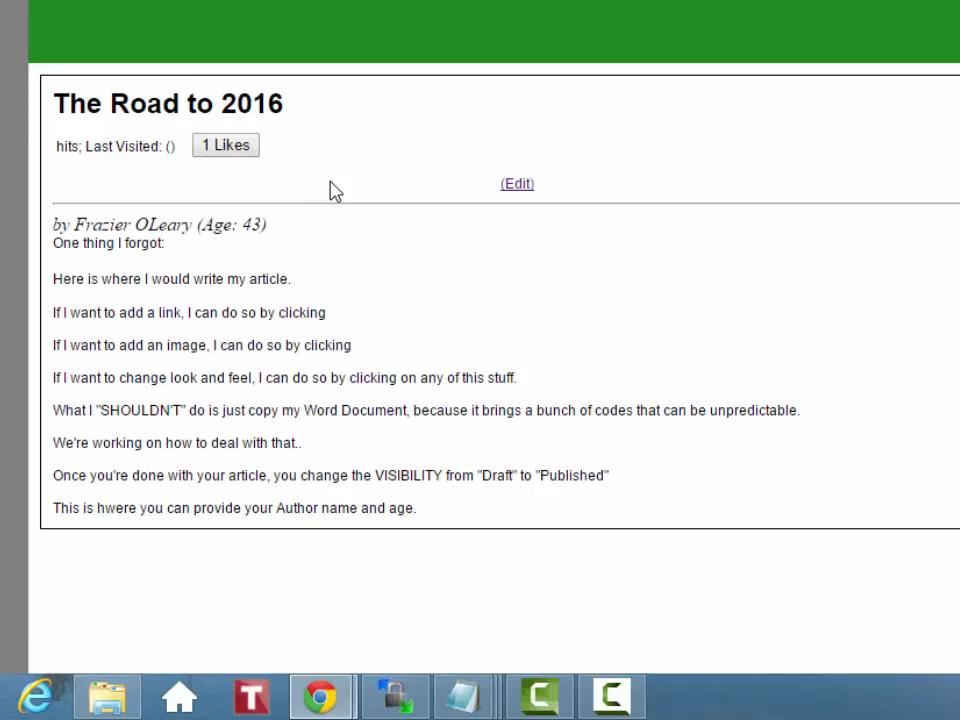 The Road to 2016
hits; Last Visited: () 1 Likes
(Edit)
by Frazier OLeary (Age: 43)
One thing I forgot:
Here is where I would write my article.
If I want to add a link, I can do so by clicking
If I want to add an image, I can do so by clicking
If I want to change look and feel, I can do so by clicking on any of this stuff.
What I "SHOULDN'T" do is just copy my Word Document, because it brings a bunch of codes that can be unpredictable.
We're working on how to deal with that..
Once you're done with your article, you change the VISIBILITY from "Draft" to "Published"
This is hwere you can provide your Author name and age.